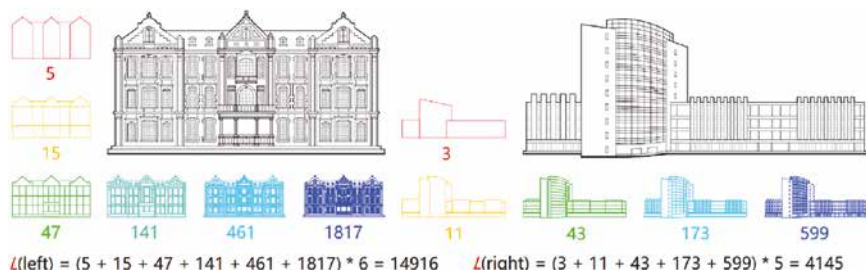 5
15
3
47 141 461 1817 11 43 173 599
L(left) = (5 + 15 + 47 + 141 + 461 + 1817) * 6 = 14916 L(right) = (3 + 11 + 43 + 173 + 599) * 5 = 4145